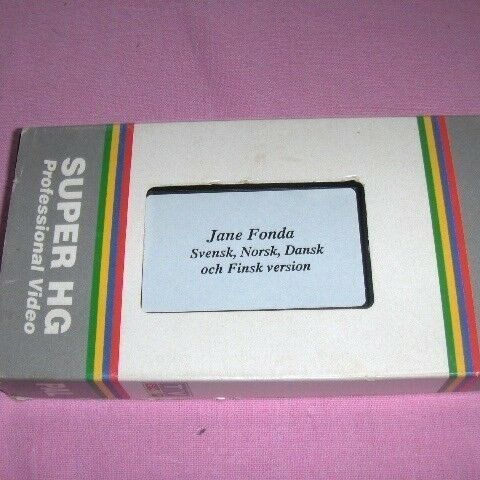 SUPER HG
Professional Video
Jane Fonda
Svensk, Norsk, Dansk
och Finsk version